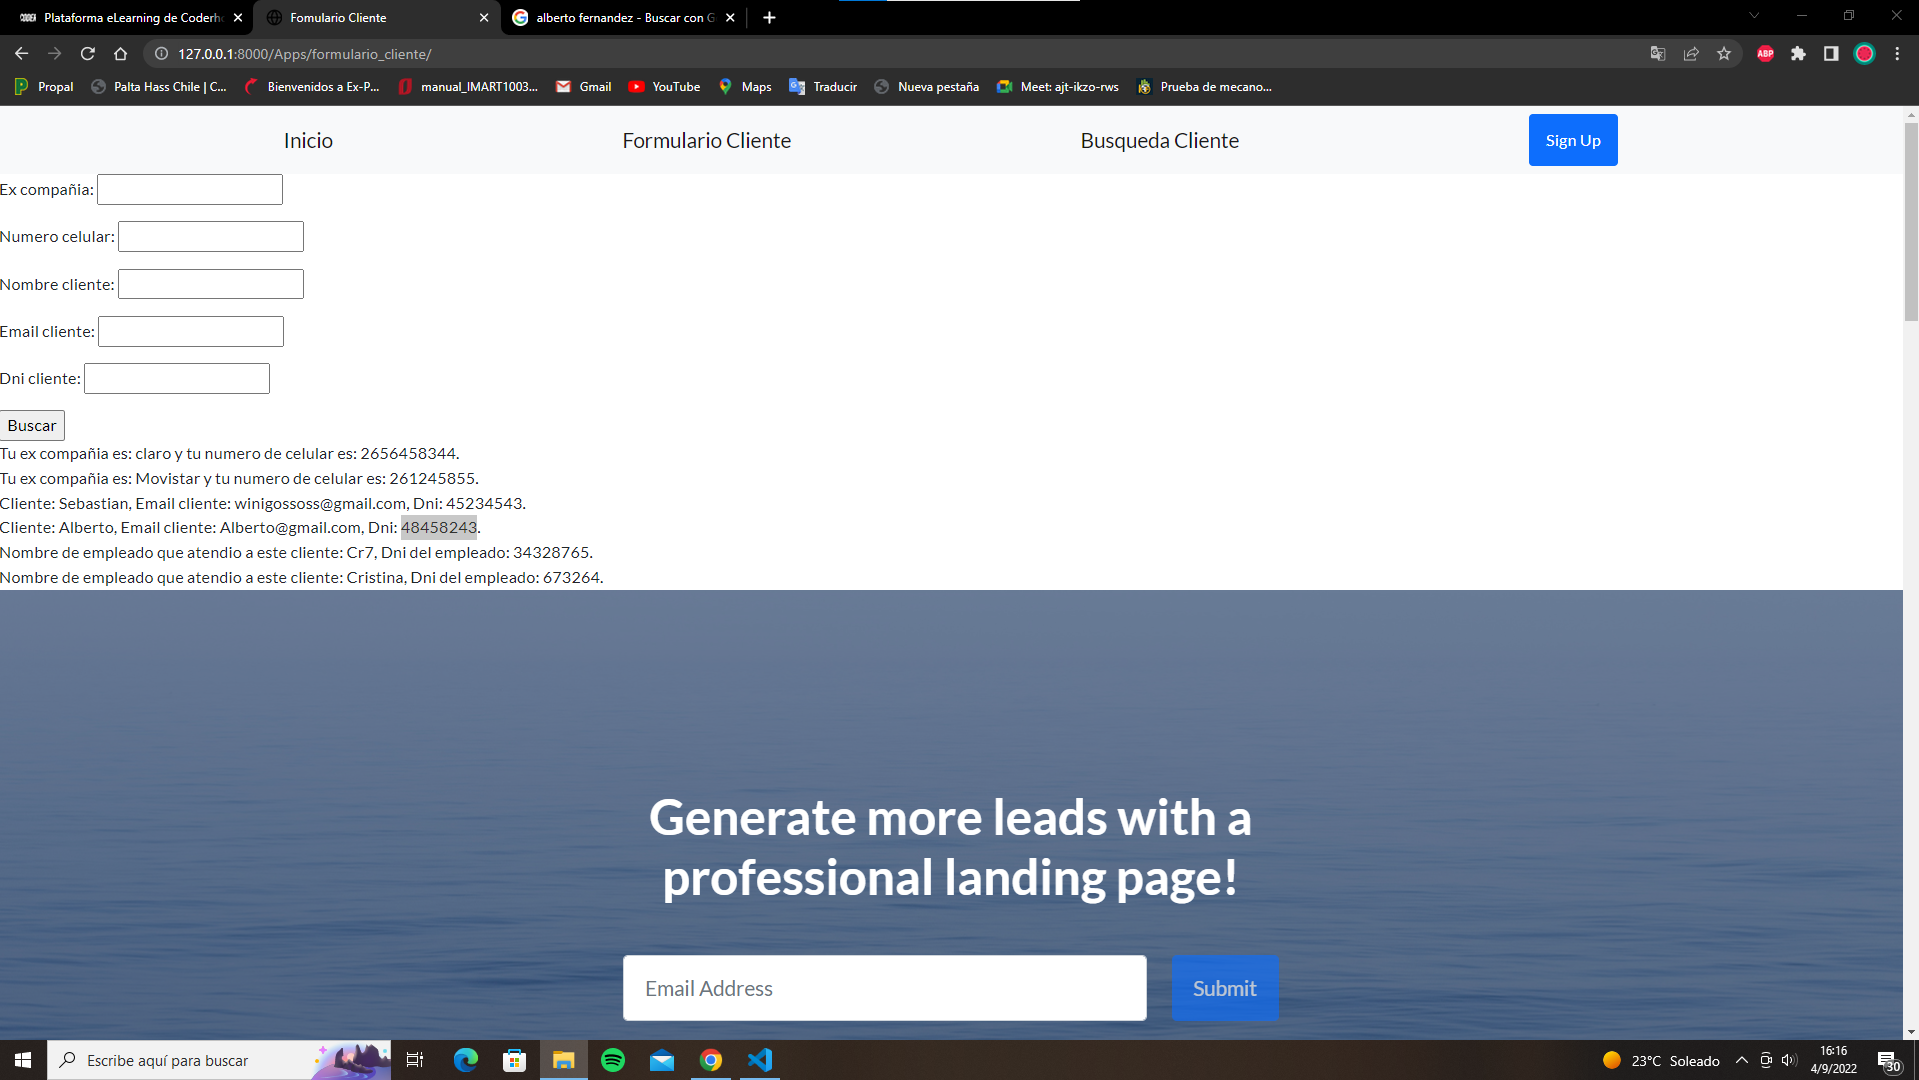 CODER Plataforma eLearning de Coderh
Fomulario Cliente
alberto fernandez - Buscar con G
127.0.0.1:8000/Apps/formulario_cliente/
ABP
Propal
Palta Hass Chile | C...
Bienvenidos a Ex-P...
manual_IMART1003...
Gmail
YouTube
Maps
Traducir
Nueva pestaña
Meet: ajt-ikzo-rws
Prueba de mecano...
Inicio
Formulario Cliente
Busqueda Cliente
Sign Up
Ex compañia:
Numero celular:
Nombre cliente:
Email cliente:
Dni cliente:
Buscar
Tu ex compañia es: claro y tu numero de celular es: 2656458344.
Tu ex compañia es: Movistar y tu numero de celular es: 261245855.
Cliente: Sebastian, Email cliente: winigossoss@gmail.com, Dni: 45234543.
Cliente: Alberto, Email cliente: Alberto@gmail.com, Dni: 48458243.
Nombre de empleado que atendio a este cliente: Cr7, Dni del empleado: 34328765.
Nombre de empleado que atendio a este cliente: Cristina, Dni del empleado: 673264.
Generate more leads with a
professional landing page!
Email Address
Submit
Escribe aquí para buscar
23°C Soleado
16:16
4/9/2022
30